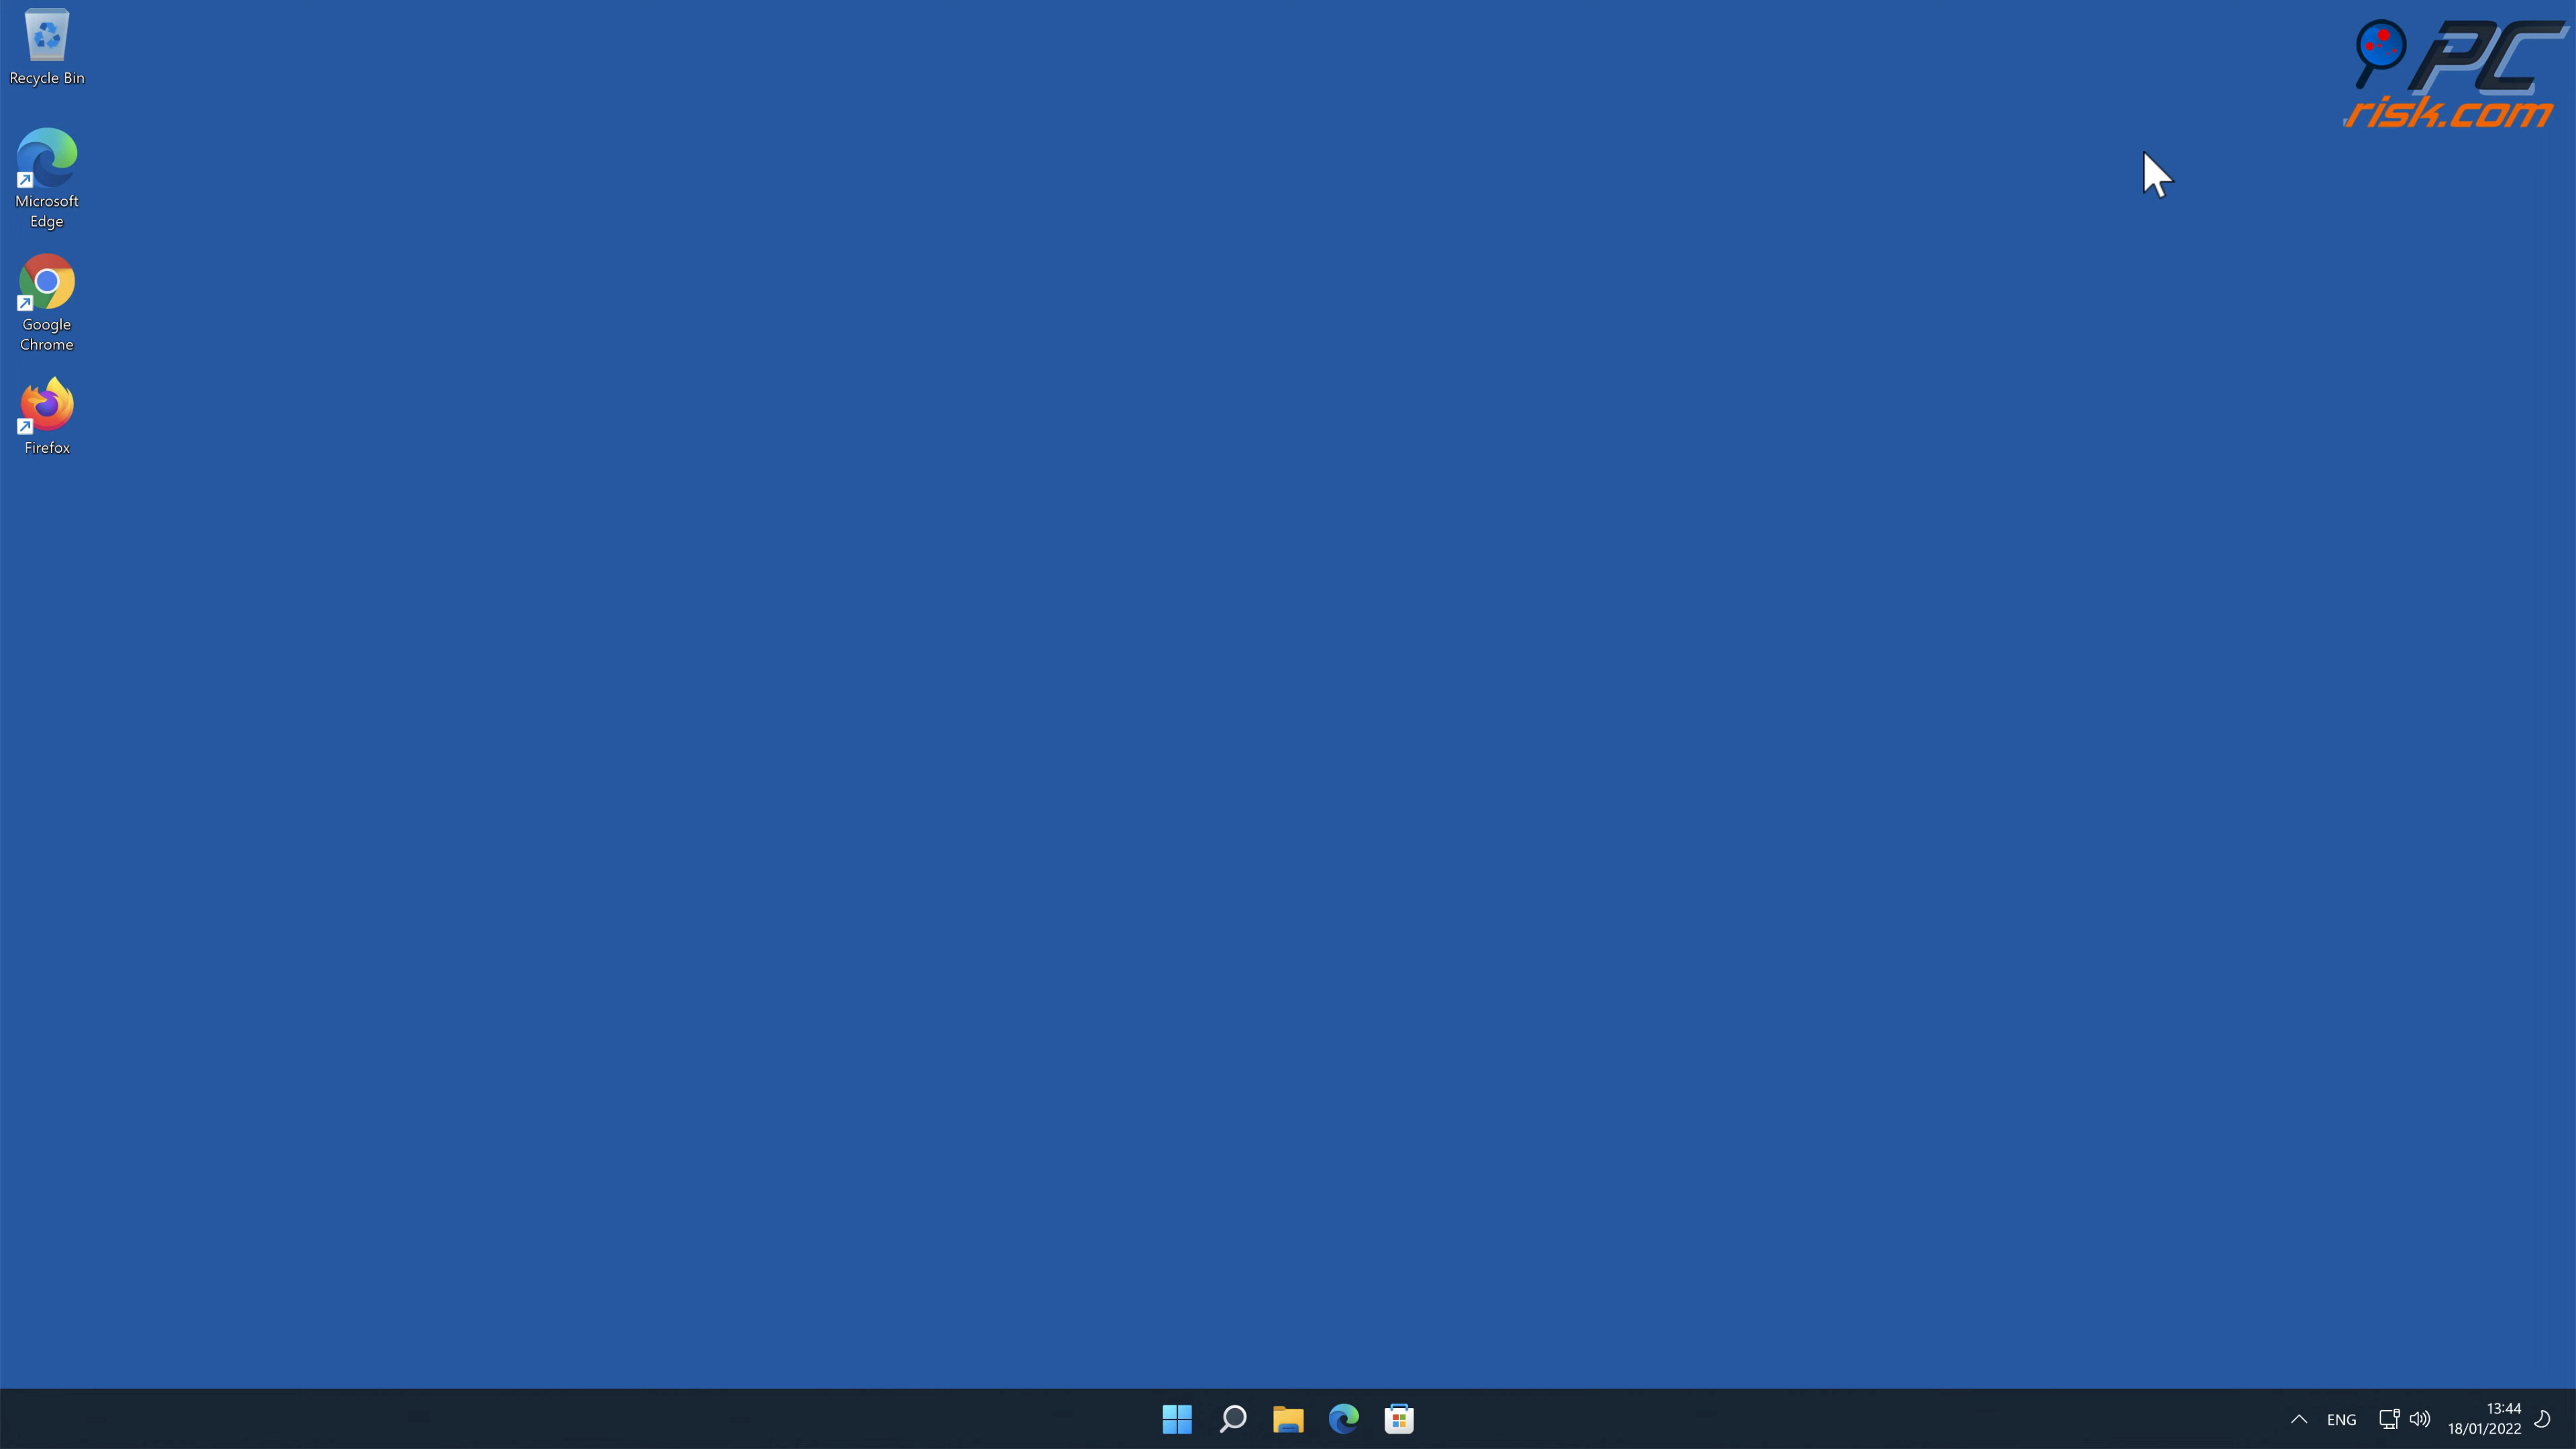 Recycle Bin
Microsoft
Edge
Google
Chrome
Firefox
PC
risk.com
ENG
13:44
18/01/2022